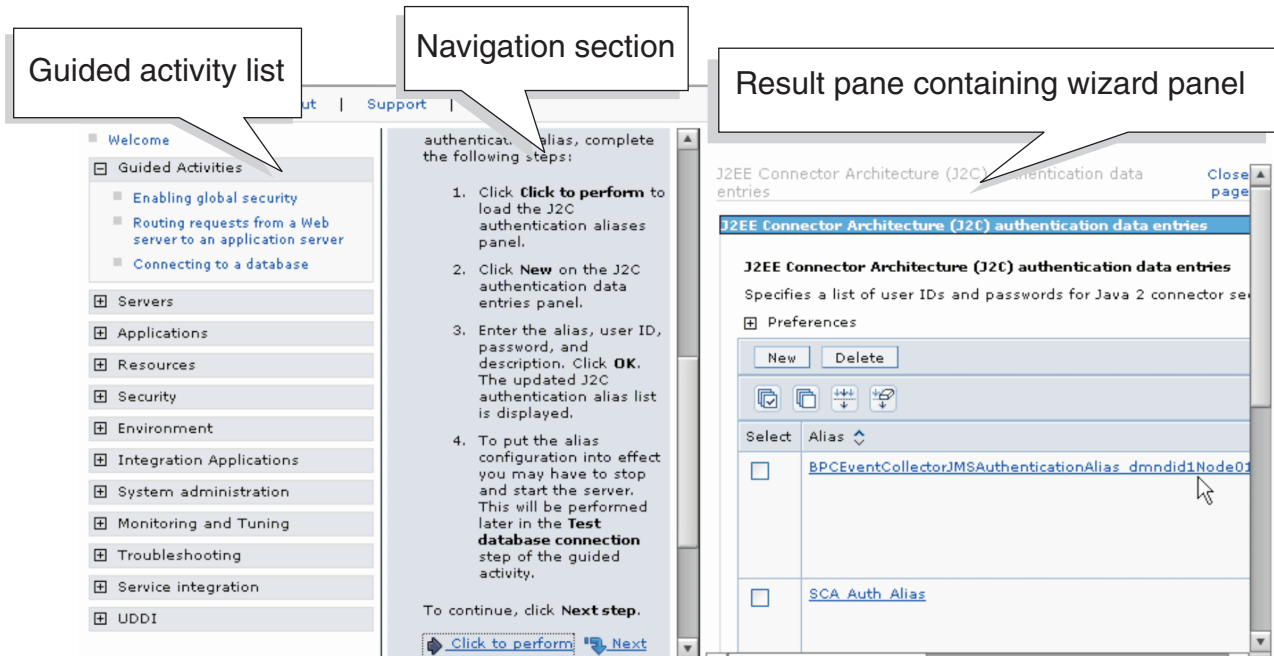 Guided activity list
Navigation section
Result pane containing wizard panel
ut | Support |
Welcome
Guided Activities
Enabling global security
Routing requests from a Web
server to an application server
Connecting to a database
Servers
Applications
Resources
Security
Environment
Integration Applications
System administration
Monitoring and Tuning
Troubleshooting
Service integration
UDDI
alias, complete
the following steps:
1. Click Click to perform to
load the J2C
authentication aliases
panel.
2. Click New on the J2C
authentication data
entries panel.
3. Enter the alias, user ID,
password, and
description. Click OK.
The updated J2C
authentication alias list
is displayed.
4. To put the alias
configuration into effect
you may have to stop
and start the server.
This will be performed
later in the Test
database connection
step of the guided
activity.
To continue, click Next step.
Click to perform Next
J2EE Connector Architecture (J2C) authentication data
entries
Close
page
J2EE Connector Architecture (J2C) authentication data entries
J2EE Connector Architecture (J2C) authentication data entries
Specifies a list of user IDs and passwords for Java 2 connector se
Preferences
New Delete
Select Alias
BPCEventCollectorJMSAuthenticationAlias_dmndid1Node01
SCA_Auth_Alias